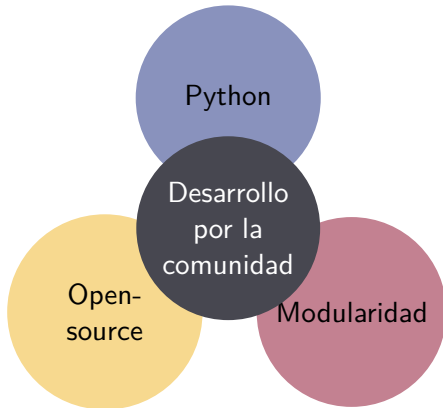 Python
Desarrollo
por la
comunidad
Open-
source
Modularidad